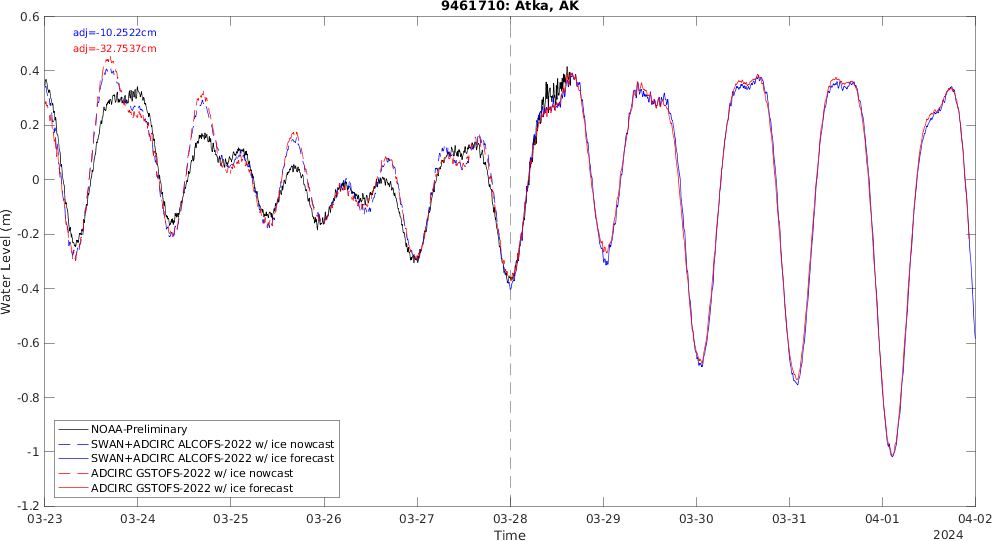 9461710: Atka, AK
adj=-10.2522cm
adj=-32.7537cm
0.6
0.4
0.2
0
-0.2
-0.4
-0.6
-0.8
-1
-1.2
Water Level (m)
NOAA-Preliminary
SWAN+ADCIRC ALCOFS-2022 w/ ice nowcast
SWAN+ADCIRC ALCOFS-2022 w/ ice forecast
ADCIRC GSTOFS-2022 w/ ice nowcast
ADCIRC GSTOFS-2022 w/ ice forecast
03-23 03-24 03-25 03-26 03-27 03-28 03-29 03-30 03-31 04-01 04-02
Time
2024